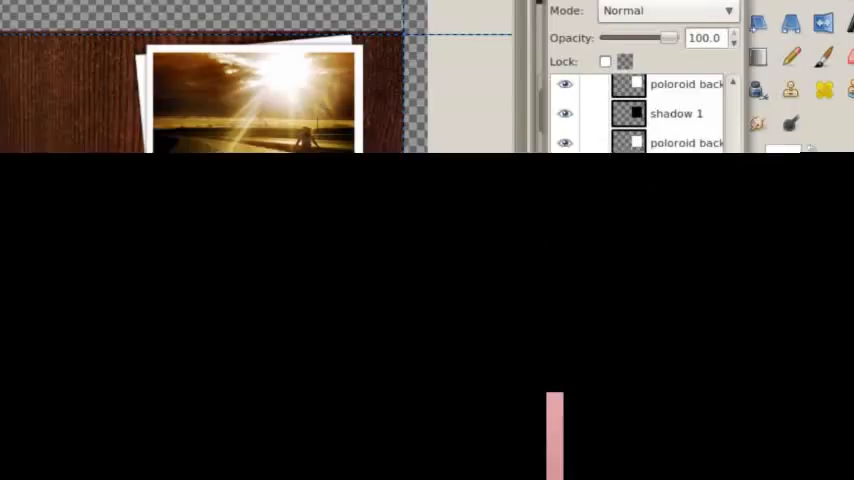 Mode: Normal
Opacity: 100.0
Lock:
poloroid back
shadow 1
poloroid back